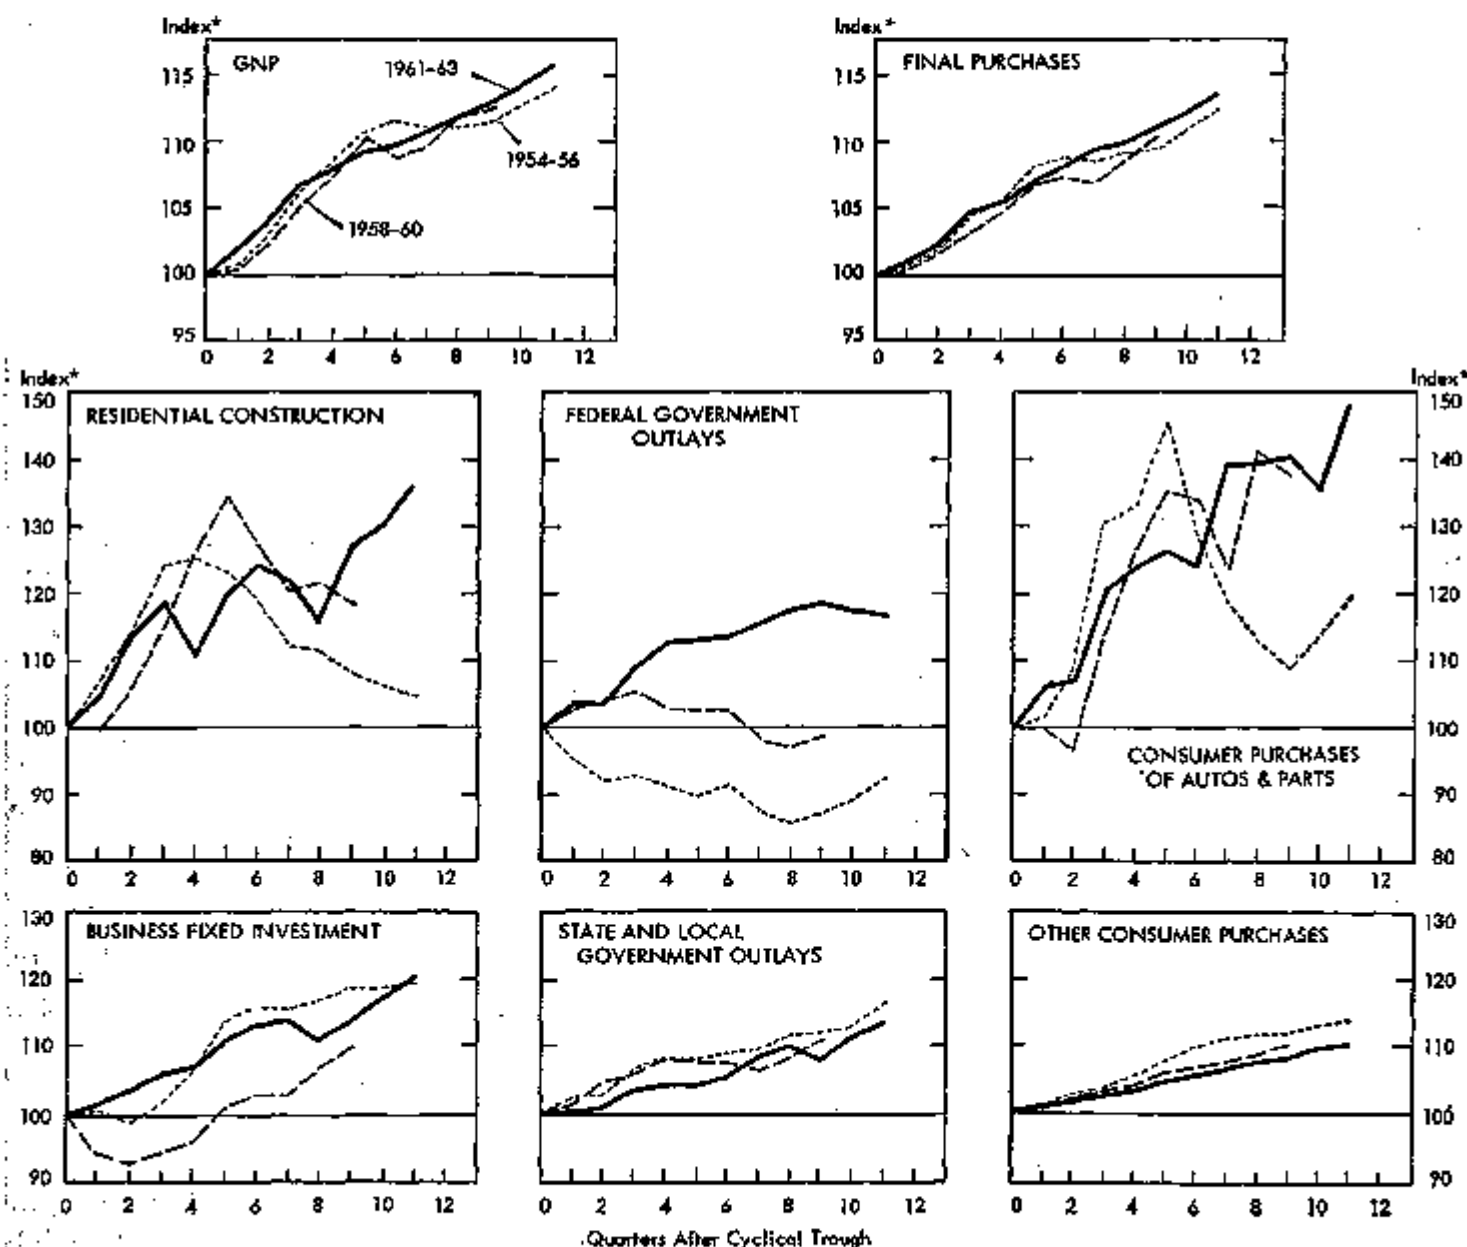 Index*
Index*
GNP
1961-63
FINAL PURCHASES
115
115
110
110
1954-56
105
105
1958-60
100
100
95
95
0 2 4 6 8 10 12
0 2 4 6 8 10 12
Index*
Index*
150
RESIDENTIAL CONSTRUCTION
FEDERAL GOVERNMENT
OUTLAYS
150
140
140
130
130
120
120
110
110
100
100
CONSUMER PURCHASES
OF AUTOS & PARTS
90
90
80
80
0 2 4 6 8 10 12
0 2 4 6 8 10 12
0 2 4 6 8 10 12
130
BUSINESS FIXED INVESTMENT
STATE AND LOCAL
GOVERNMENT OUTLAYS
OTHER CONSUMER PURCHASES
130
120
120
110
110
100
100
90
90
0 2 4 6 8 10 12
0 2 4 6 8 10 12
0 2 4 6 8 10 12
Quarters After Cyclical Trough